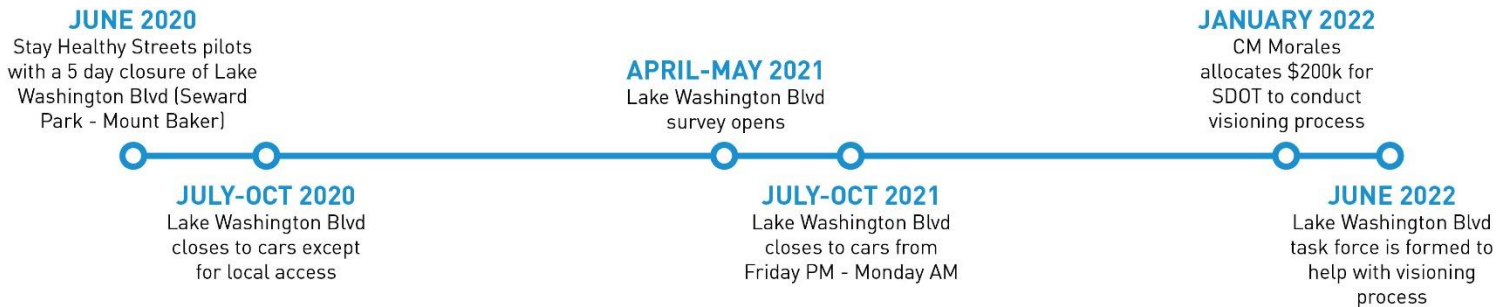 JUNE 2020
Stay Healthy Streets pilots
with a 5 day closure of Lake
Washington Blvd (Seward
Park - Mount Baker)
JULY-OCT 2020
Lake Washington Blvd
closes to cars except
for local access
APRIL-MAY 2021
Lake Washington Blvd
survey opens
JULY-OCT 2021
Lake Washington Blvd
closes to cars from
Friday PM - Monday AM
JANUARY 2022
CM Morales
allocates $200k for
SDOT to conduct
visioning process
JUNE 2022
Lake Washington Blvd
task force is formed to
help with visioning
process